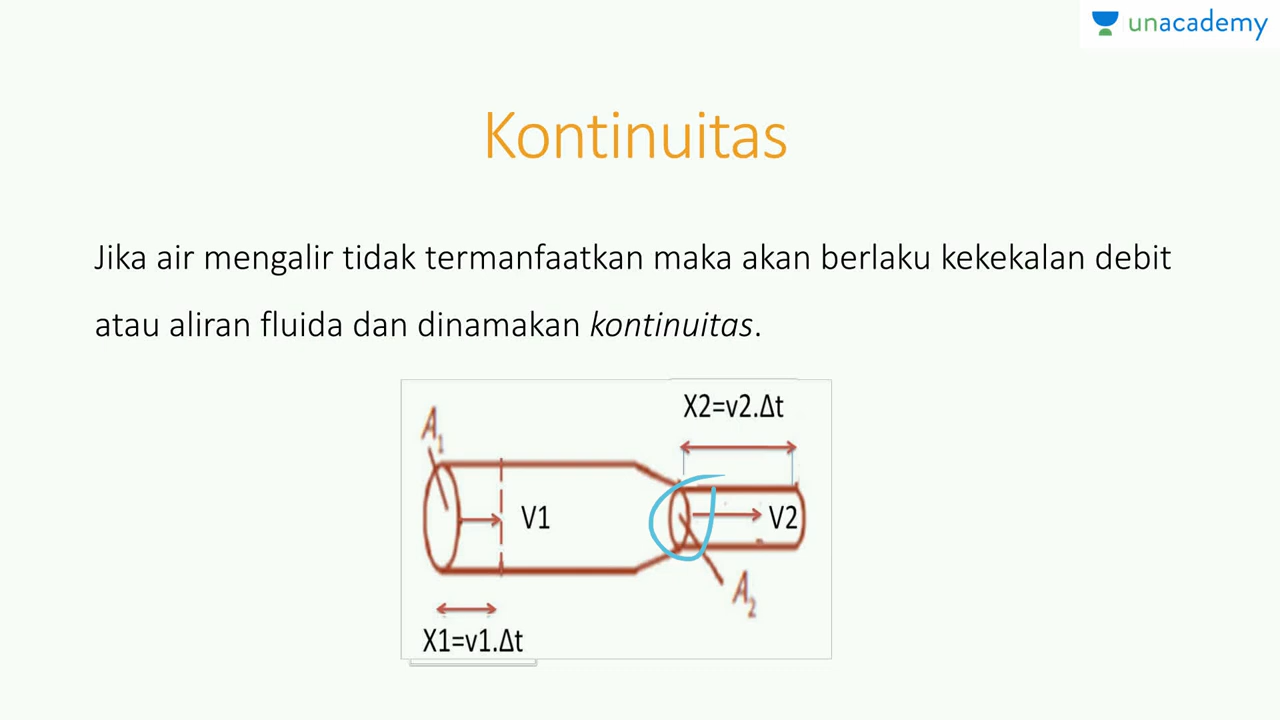 unacademy
Kontinuitas
Jika air mengalir tidak termanfaatkan maka akan berlaku kekekalan debit
atau aliran fluida dan dinamakan kontinuitas.
X2=v2.Δt
A1
V1
V2
A2
X1=v1.Δt